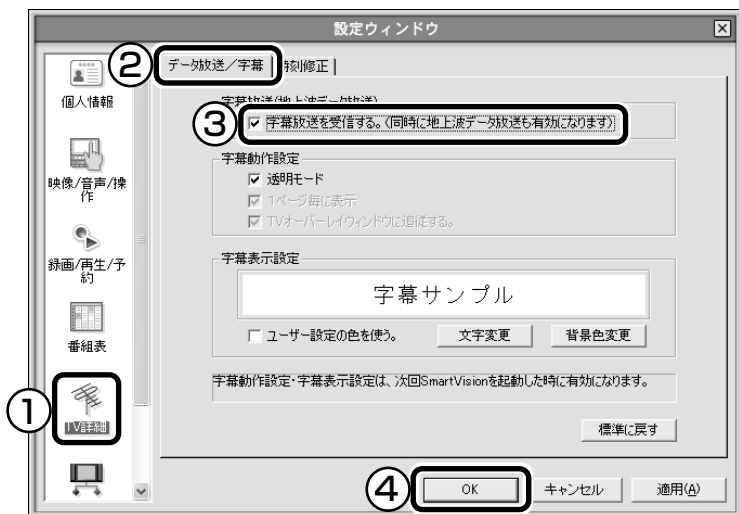 設定ウィンドウ
② データ放送／字幕 時刻修正
個人情報
字幕放送(地上波データ放送)
③ 字幕放送を受信する。(同時に地上波データ放送も有効になります)
映像/音声/操作
字幕動作設定
透明モード
1ページ毎に表示
TVオーバーレイウィンドウに追従する。
録画/再生/予約
字幕表示設定
字幕サンプル
ユーザー設定の色を使う。 文字変更 背景色変更
番組表
字幕動作設定・字幕表示設定は、次回SmartVisionを起動した時に有効になります。
① TV詳細
標準に戻す
④ OK キャンセル 適用(A)